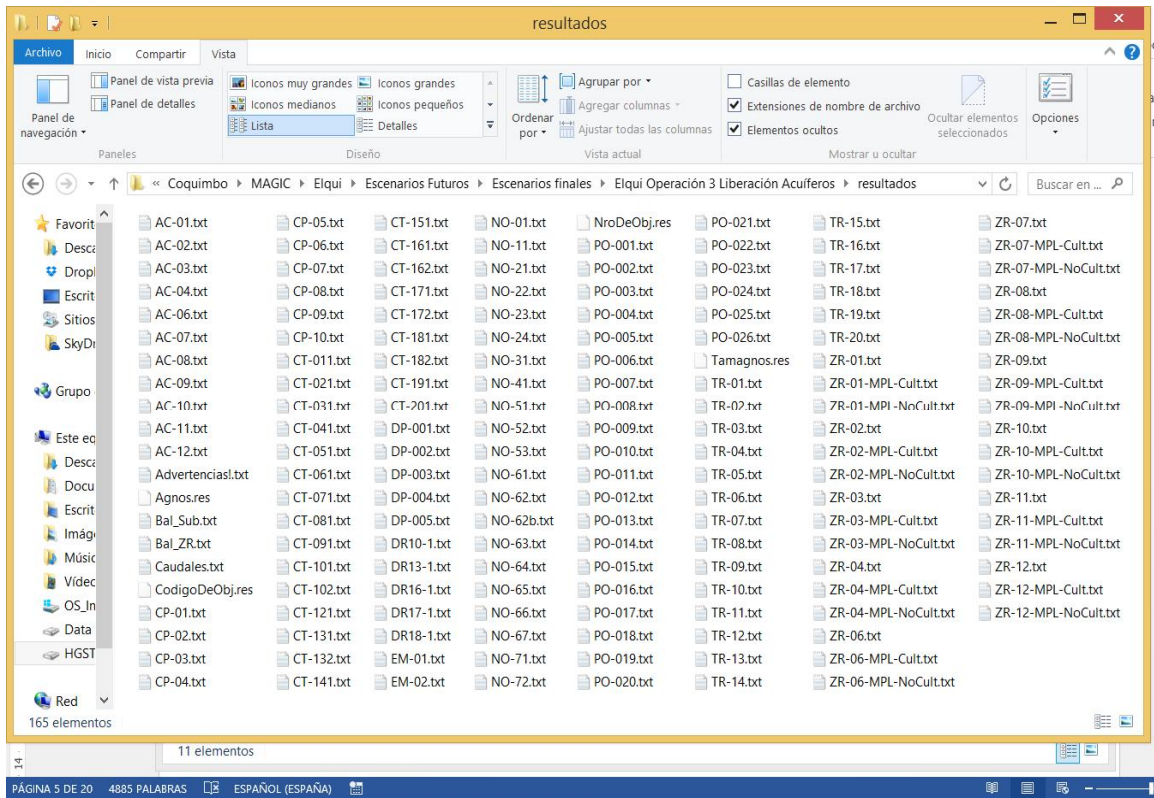 resultados
Archivo Inicio Compartir Vista
Panel de navegación
Panel de vista previa
Panel de detalles
Paneles
Iconos muy grandes Iconos grandes
Iconos medianos Iconos pequeños
Lista Detalles
Diseño
Ordenar por
Agrupar por
Agregar columnas
Ajustar todas las columnas
Vista actual
Casillas de elemento
Extensiones de nombre de archivo
Elementos ocultos
Ocultar elementos seleccionados
Mostrar u ocultar
Opciones
« Coquimbo MAGIC Elqui Escenarios Futuros Escenarios finales Elqui Operación 3 Liberación Acuíferos resultados
Buscar en ...
Favorit
Desca
Dropl
Escrit
Sitios
SkyDr
Grupo
Este eq
Desca
Docu
Escrit
Imág
Músic
Vídec
OS_In
Data
HGST
Red
AC-01.txt
AC-02.txt
AC-03.txt
AC-04.txt
AC-06.txt
AC-07.txt
AC-08.txt
AC-09.txt
AC-10.txt
AC-11.txt
AC-12.txt
Advertenciasl.txt
Agnos.res
Bal_Sub.txt
Bal_ZR.txt
Caudales.txt
CodigoDeObj.res
CP-01.txt
CP-02.txt
CP-03.txt
CP-04.txt
CP-05.txt
CP-06.txt
CP-07.txt
CP-08.txt
CP-09.txt
CP-10.txt
CT-011.txt
CT-021.txt
CT-031.txt
CT-041.txt
CT-051.txt
CT-061.txt
CT-071.txt
CT-081.txt
CT-091.txt
CT-101.txt
CT-102.txt
CT-121.txt
CT-131.txt
CT-132.txt
CT-141.txt
CT-151.txt
CT-161.txt
CT-162.txt
CT-171.txt
CT-172.txt
CT-181.txt
CT-182.txt
CT-191.txt
CT-201.txt
DP-001.txt
DP-002.txt
DP-003.txt
DP-004.txt
DP-005.txt
DR10-1.txt
DR13-1.txt
DR16-1.txt
DR17-1.txt
DR18-1.txt
EM-01.txt
EM-02.txt
NO-01.txt
NO-11.txt
NO-21.txt
NO-22.txt
NO-23.txt
NO-24.txt
NO-31.txt
NO-41.txt
NO-51.txt
NO-52.txt
NO-53.txt
NO-61.txt
NO-62.txt
NO-62b.txt
NO-63.txt
NO-64.txt
NO-65.txt
NO-66.txt
NO-67.txt
NO-71.txt
NO-72.txt
NroDeObj.res
PO-001.txt
PO-002.txt
PO-003.txt
PO-004.txt
PO-005.txt
PO-006.txt
PO-007.txt
PO-008.txt
PO-009.txt
PO-010.txt
PO-011.txt
PO-012.txt
PO-013.txt
PO-014.txt
PO-015.txt
PO-016.txt
PO-017.txt
PO-018.txt
PO-019.txt
PO-020.txt
PO-021.txt
PO-022.txt
PO-023.txt
PO-024.txt
PO-025.txt
PO-026.txt
Tamagnos.res
TR-01.txt
TR-02.txt
TR-03.txt
TR-04.txt
TR-05.txt
TR-06.txt
TR-07.txt
TR-08.txt
TR-09.txt
TR-10.txt
TR-11.txt
TR-12.txt
TR-13.txt
TR-14.txt
TR-15.txt
TR-16.txt
TR-17.txt
TR-18.txt
TR-19.txt
TR-20.txt
ZR-01.txt
ZR-01-MPL-Cult.txt
ZR-01-MPL-NoCult.txt
ZR-02.txt
ZR-02-MPL-Cult.txt
ZR-02-MPL-NoCult.txt
ZR-03.txt
ZR-03-MPL-Cult.txt
ZR-03-MPL-NoCult.txt
ZR-04.txt
ZR-04-MPL-Cult.txt
ZR-04-MPL-NoCult.txt
ZR-06.txt
ZR-06-MPL-Cult.txt
ZR-06-MPL-NoCult.txt
ZR-07.txt
ZR-07-MPL-Cult.txt
ZR-07-MPL-NoCult.txt
ZR-08.txt
ZR-08-MPL-Cult.txt
ZR-08-MPL-NoCult.txt
ZR-09.txt
ZR-09-MPL-Cult.txt
ZR-09-MPL-NoCult.txt
ZR-10.txt
ZR-10-MPL-Cult.txt
ZR-10-MPL-NoCult.txt
ZR-11.txt
ZR-11-MPL-Cult.txt
ZR-11-MPL-NoCult.txt
ZR-12.txt
ZR-12-MPL-Cult.txt
ZR-12-MPL-NoCult.txt
165 elementos
11 elementos
14
PÁGINA 5 DE 20 4885 PALABRAS ESPAÑOL (ESPAÑA)